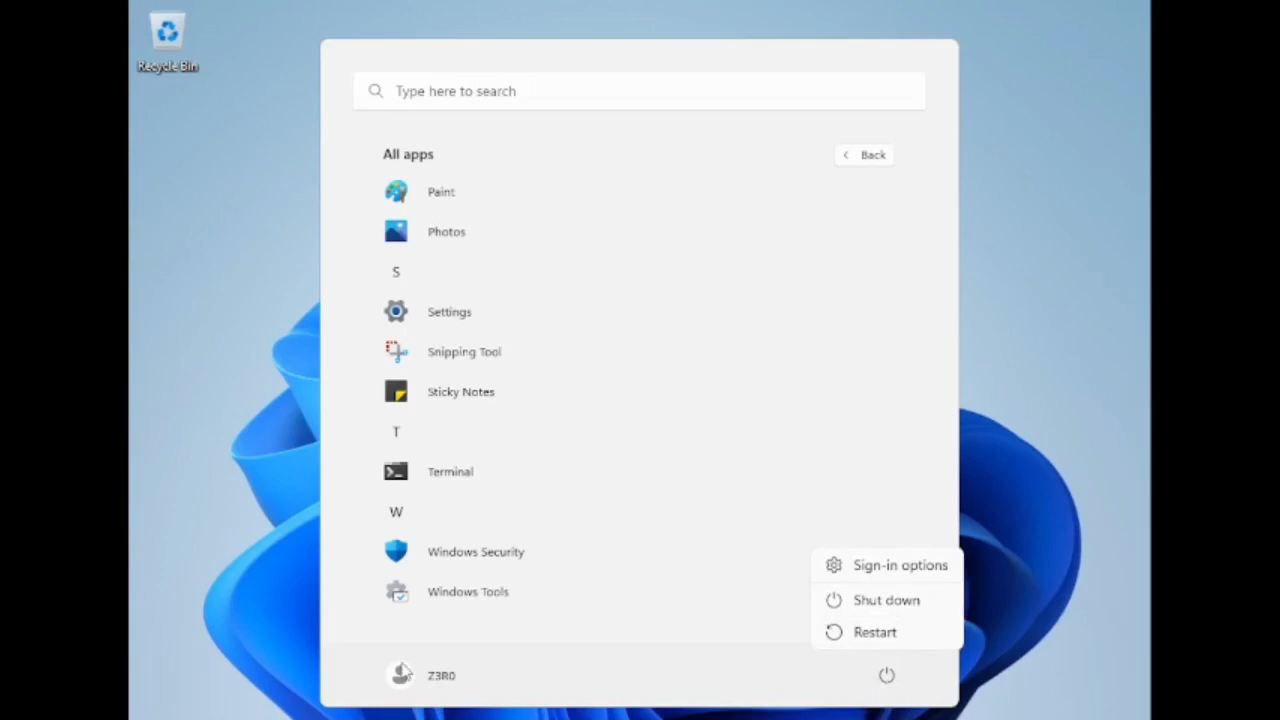 Recycle Bin
Type here to search
All apps
Back
Paint
Photos
S
Settings
Snipping Tool
Sticky Notes
T
Terminal
W
Windows Security
Windows Tools
Sign-in options
Shut down
Restart
Z3R0